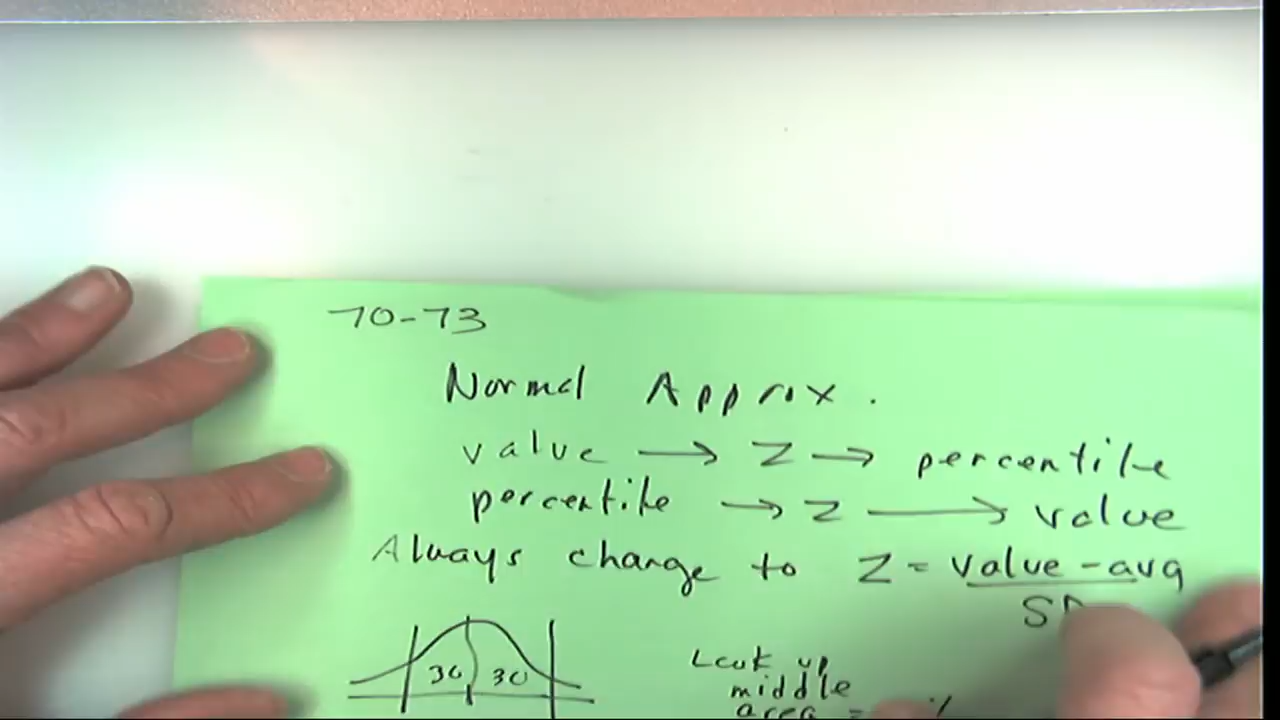 70-73
Normal Approx.
value → Z → percentile
percentile → Z → value
Always change to Z = value - avg
SD
30 30
Look up
middle
area = %